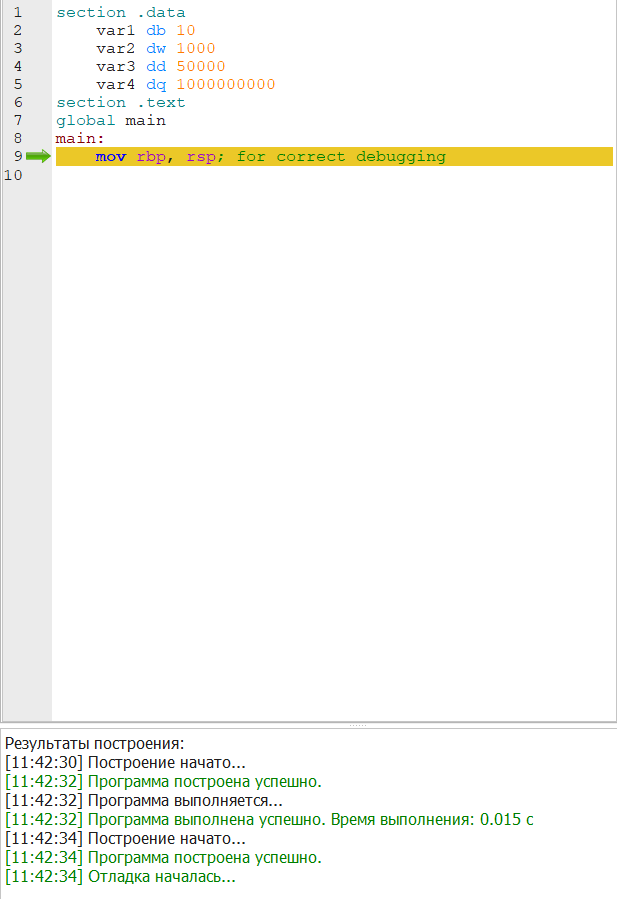 1 section .data
2     var1 db 10
3     var2 dw 1000
4     var3 dd 50000
5     var4 dq 1000000000
6 section .text
7 global main
8 main:
9     mov rbp, rsp; for correct debugging
10
Результаты построения:
[11:42:30] Построение начато...
[11:42:32] Программа построена успешно.
[11:42:32] Программа выполняется...
[11:42:32] Программа выполнена успешно. Время выполнения: 0.015 с
[11:42:34] Построение начато...
[11:42:34] Программа построена успешно.
[11:42:34] Отладка началась...